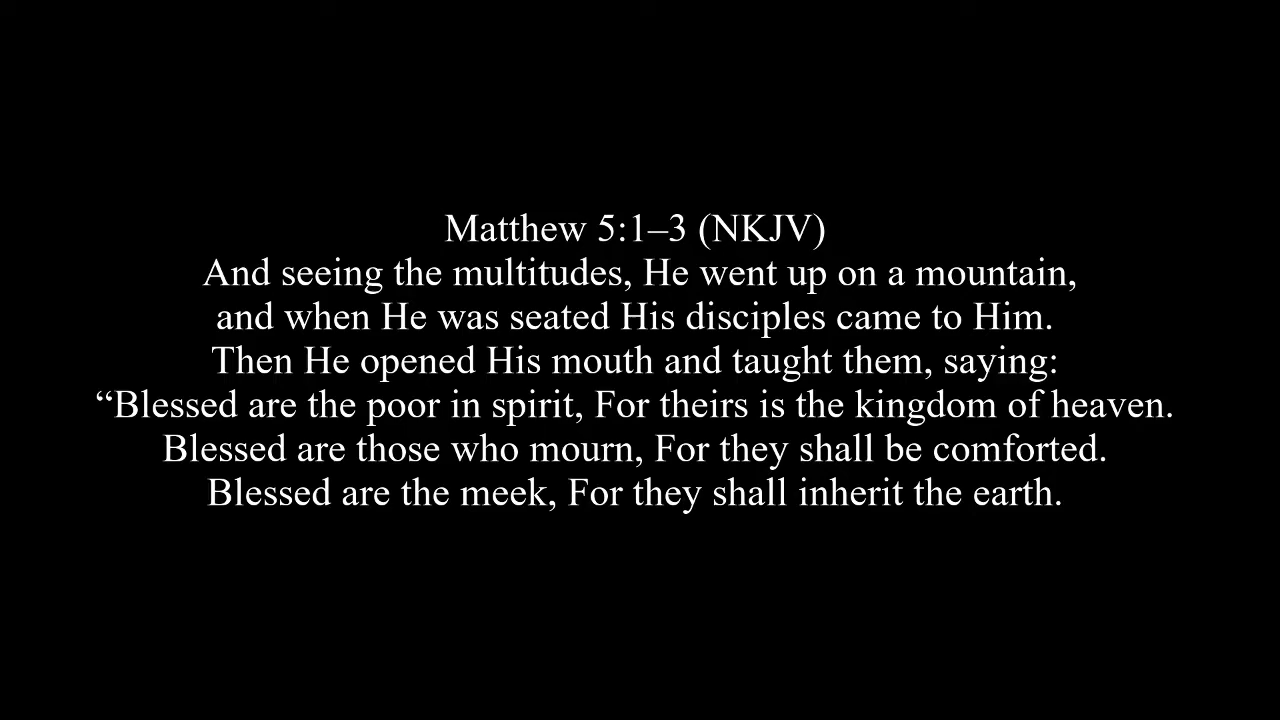 Matthew 5:1–3 (NKJV)
And seeing the multitudes, He went up on a mountain,
and when He was seated His disciples came to Him.
Then He opened His mouth and taught them, saying:
“Blessed are the poor in spirit, For theirs is the kingdom of heaven.
Blessed are those who mourn, For they shall be comforted.
Blessed are the meek, For they shall inherit the earth.